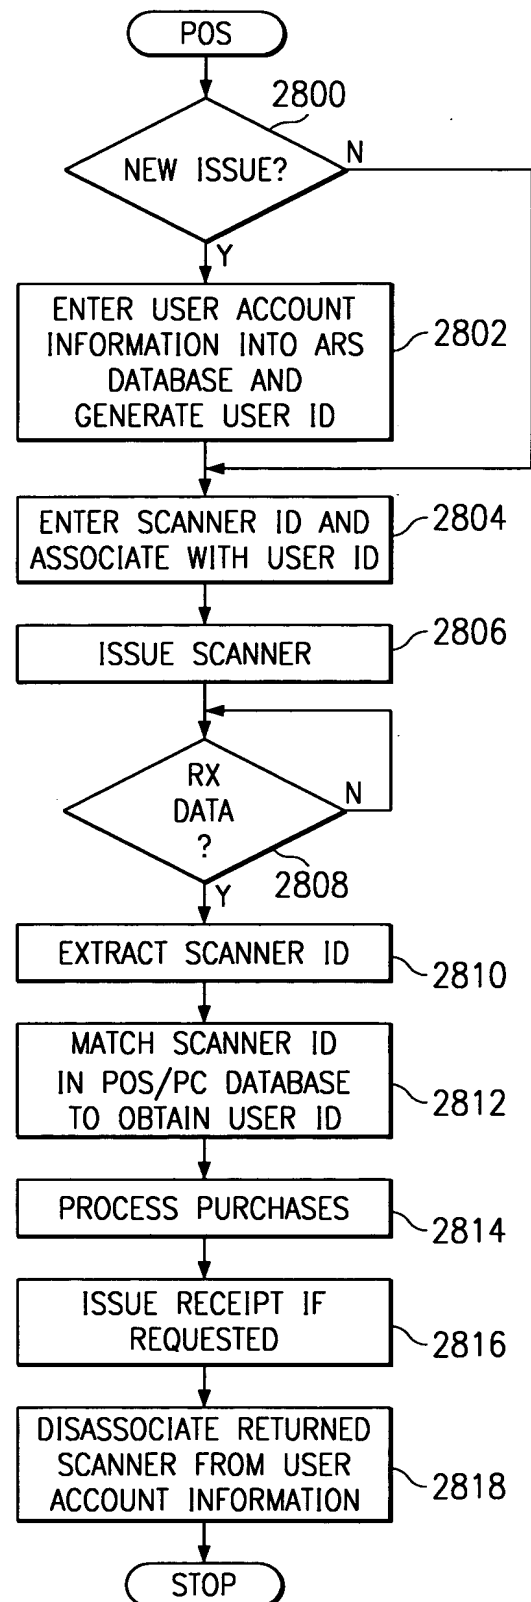 POS
2800
NEW ISSUE?
N
Y
ENTER USER ACCOUNT
INFORMATION INTO ARS
DATABASE AND
GENERATE USER ID
2802
ENTER SCANNER ID AND
ASSOCIATE WITH USER ID
2804
ISSUE SCANNER
2806
RX
DATA
?
N
2808
Y
EXTRACT SCANNER ID
2810
MATCH SCANNER ID
IN POS/PC DATABASE
TO OBTAIN USER ID
2812
PROCESS PURCHASES
2814
ISSUE RECEIPT IF
REQUESTED
2816
DISASSOCIATE RETURNED
SCANNER FROM USER
ACCOUNT INFORMATION
2818
STOP